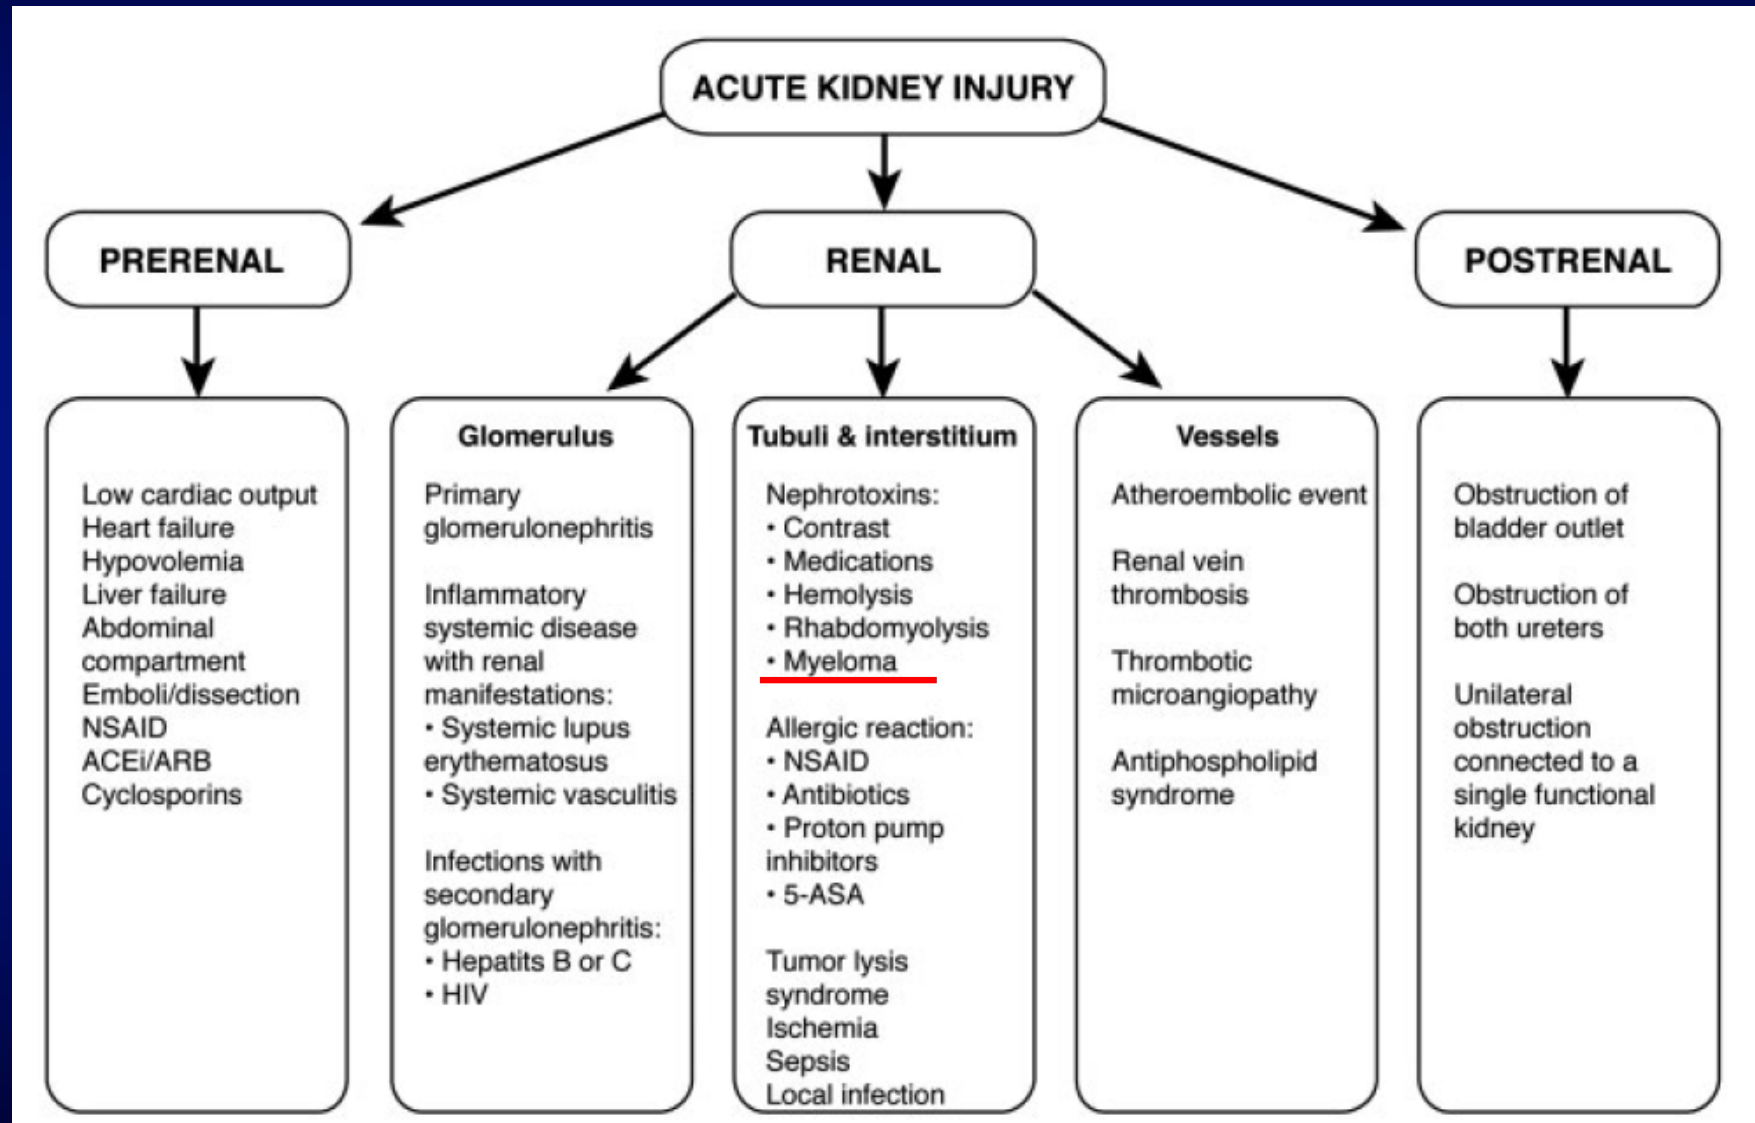 ACUTE KIDNEY INJURY
PRERENAL
RENAL
POSTRENAL
Low cardiac output
Heart failure
Hypovolemia
Liver failure
Abdominal
compartment
Emboli/dissection
NSAID
ACEi/ARB
Cyclosporins
Glomerulus
Primary
glomerulonephritis
Inflammatory
systemic disease
with renal
manifestations:
• Systemic lupus
erythematosus
• Systemic vasculitis
Infections with
secondary
glomerulonephritis:
• Hepatits B or C
• HIV
Tubuli & interstitium
Nephrotoxins:
• Contrast
• Medications
• Hemolysis
• Rhabdomyolysis
• Myeloma
Allergic reaction:
• NSAID
• Antibiotics
• Proton pump
inhibitors
• 5-ASA
Tumor lysis
syndrome
Ischemia
Sepsis
Local infection
Vessels
Atheroembolic event
Renal vein
thrombosis
Thrombotic
microangiopathy
Antiphospholipid
syndrome
Obstruction of
bladder outlet
Obstruction of
both ureters
Unilateral
obstruction
connected to a
single functional
kidney